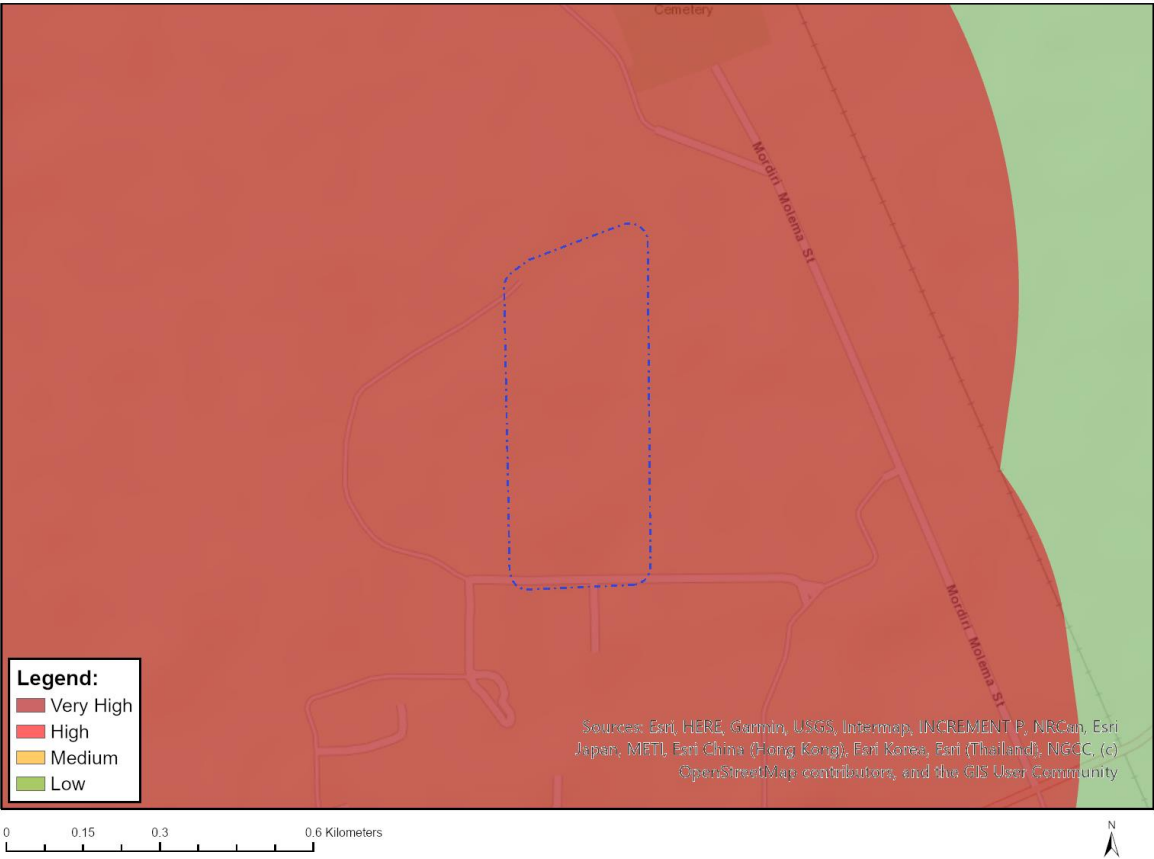 Cemetery
Mordiri Molema St
Mordiri Molema St
Legend:
Very High
High
Medium
Low
Sources: Esri, HERE, Garmin, USGS, Intermap, INCREMENT P, NRCan, Esri
Japan, METI, Esri China (Hong Kong), Esri Korea, Esri (Thailand), NGCC, (c)
OpenStreetMap contributors, and the GIS User Community
0 0.15 0.3 0.6 Kilometers
N